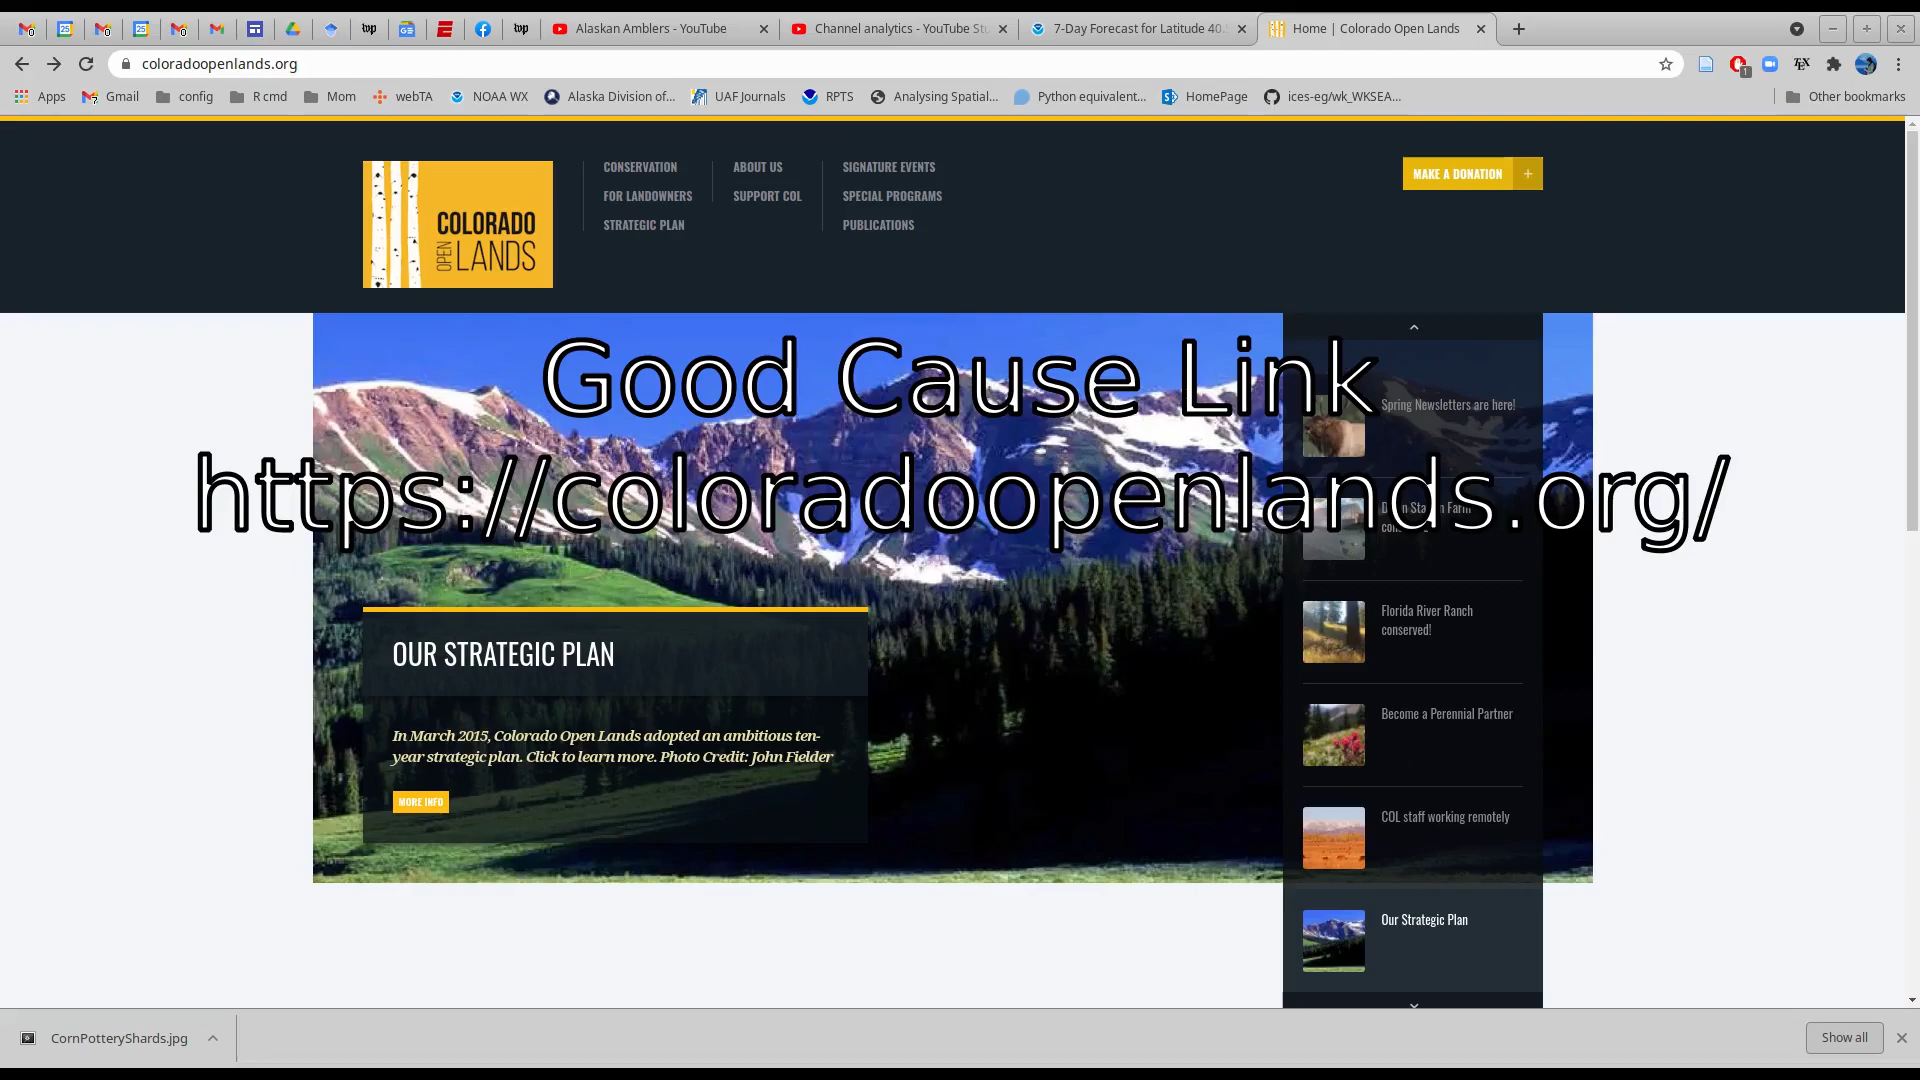 Alaskan Amblers - YouTube
Channel analytics - YouTube Stu
7-Day Forecast for Latitude 40.
Home | Colorado Open Lands
coloradoopenlands.org
Apps
Gmail
config
R cmd
Mom
webTA
NOAA WX
Alaska Division of...
UAF Journals
RPTS
Analysing Spatial...
Python equivalent...
HomePage
ices-eg/wk_WKSEA...
Other bookmarks
COLORADO
OPEN LANDS
CONSERVATION
FOR LANDOWNERS
STRATEGIC PLAN
ABOUT US
SUPPORT COL
SIGNATURE EVENTS
SPECIAL PROGRAMS
PUBLICATIONS
MAKE A DONATION +
Good Cause Link
https://coloradoopenlands.org/
OUR STRATEGIC PLAN
In March 2015, Colorado Open Lands adopted an ambitious ten-
year strategic plan. Click to learn more. Photo Credit: John Fielder
MORE INFO
Spring Newsletters are here!
Farm
Florida River Ranch
conserved!
Become a Perennial Partner
COL staff working remotely
Our Strategic Plan
CornPotteryShards.jpg
Show all